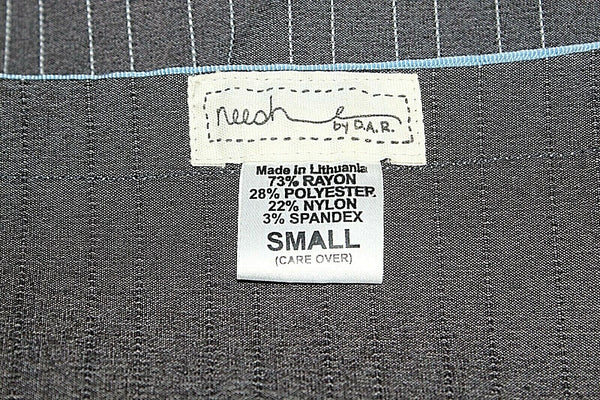 neesh
by D.A.R.
Made in Lithuania
73% RAYON
28% POLYESTER
22% NYLON
3% SPANDEX
SMALL
(CARE OVER)